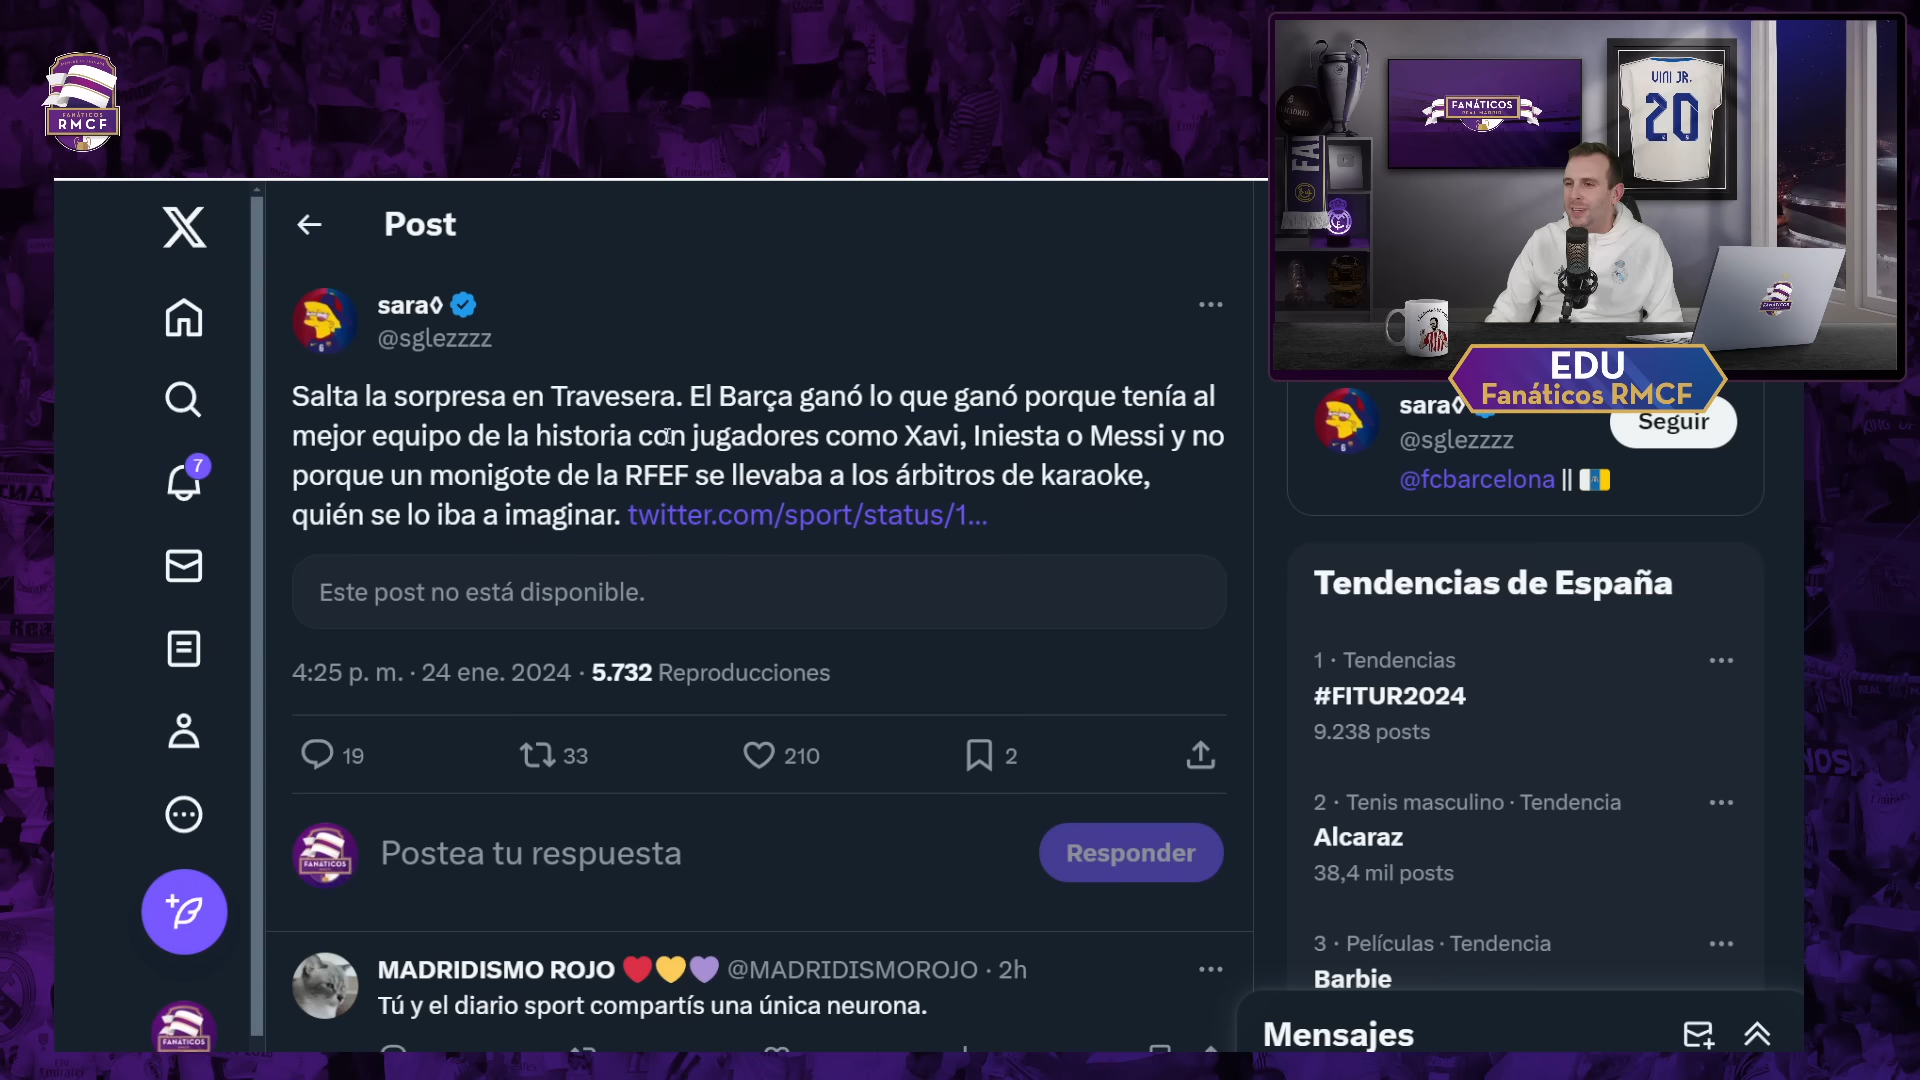 FANÁTICOS
RMCF
Post
sara◊
@sglezzzz
Salta la sorpresa en Travesera. El Barça ganó lo que ganó porque tenía al
mejor equipo de la historia con jugadores como Xavi, Iniesta o Messi y no
porque un monigote de la RFEF se llevaba a los árbitros de karaoke,
quién se lo iba a imaginar. twitter.com/sport/status/1...
Este post no está disponible.
4:25 p. m. · 24 ene. 2024 · 5.732 Reproducciones
19
33
210
2
Postea tu respuesta
Responder
MADRIDISMO ROJO ❤️💛💜 @MADRIDISMOROJO · 2h
Tú y el diario sport compartís una única neurona.
7
FANÁTICOS
FANÁTICOS
FANÁTICOS
REAL MADRID
VINI JR.
20
EDU
Fanáticos RMCF
sara◊
@sglezzzz
Seguir
@fcbarcelona || 🇮🇨
Tendencias de España
1 · Tendencias
#FITUR2024
9.238 posts
2 · Tenis masculino · Tendencia
Alcaraz
38,4 mil posts
3 · Películas · Tendencia
Barbie
Mensajes